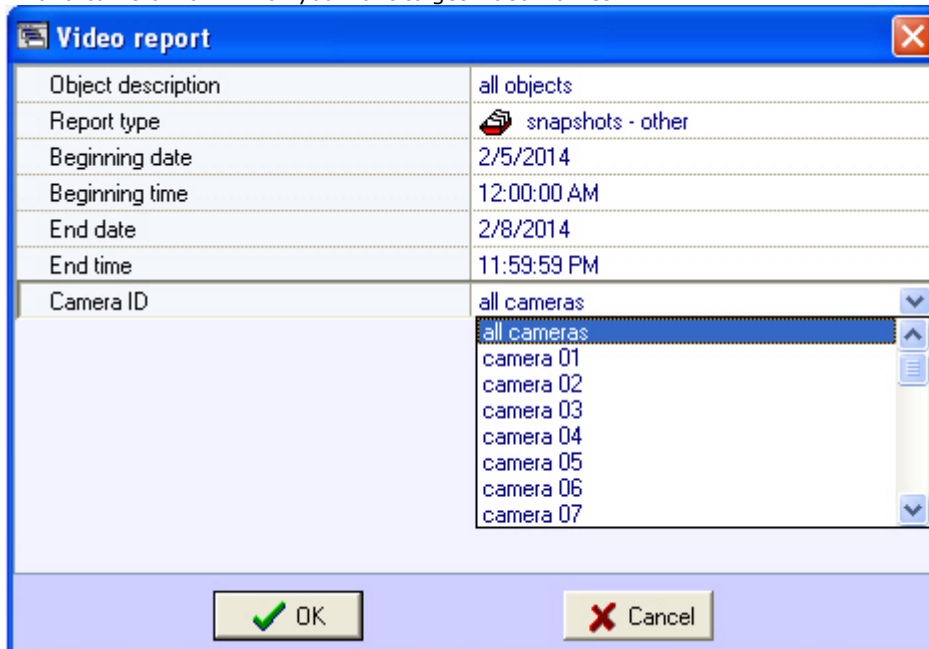 Video report
Object description all objects
Report type snapshots - other
Beginning date 2/5/2014
Beginning time 12:00:00 AM
End date 2/8/2014
End time 11:59:59 PM
Camera ID all cameras
all cameras
camera 01
camera 02
camera 03
camera 04
camera 05
camera 06
camera 07
OK Cancel